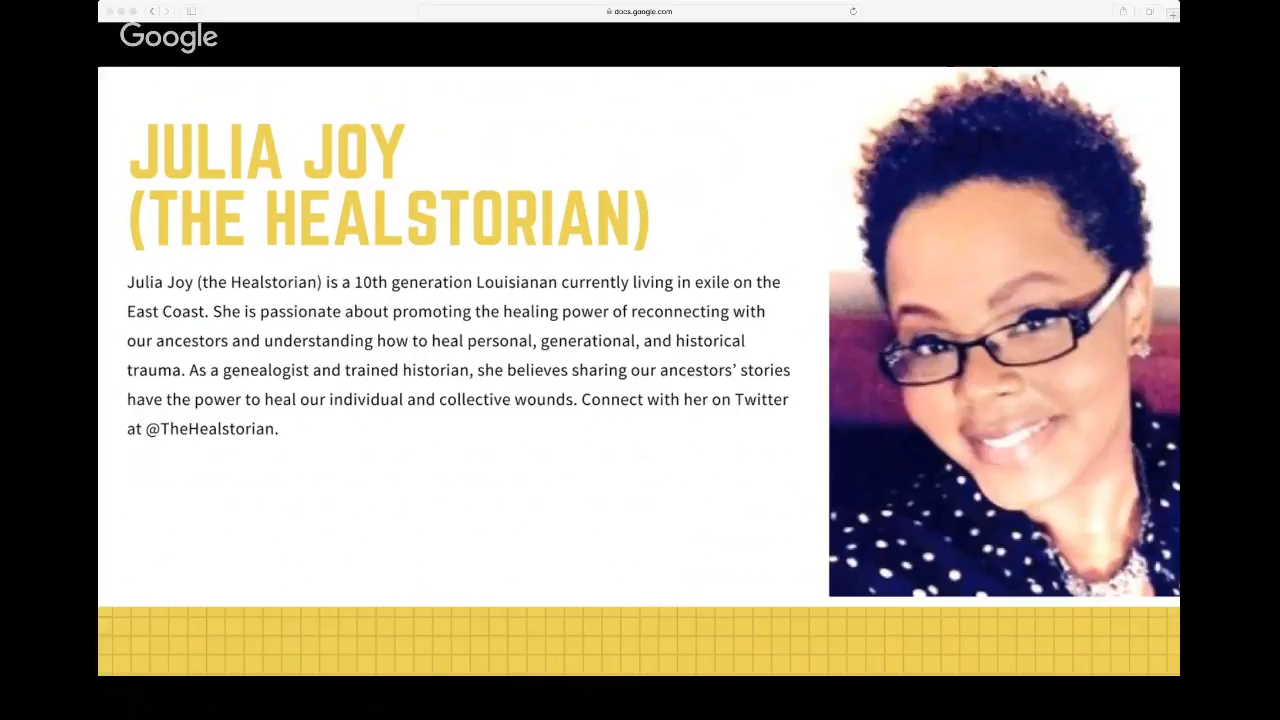 docs.google.com
Google
JULIA JOY
(THE HEALSTORIAN)
Julia Joy (the Healstorian) is a 10th generation Louisianan currently living in exile on the
East Coast. She is passionate about promoting the healing power of reconnecting with
our ancestors and understanding how to heal personal, generational, and historical
trauma. As a genealogist and trained historian, she believes sharing our ancestors’ stories
have the power to heal our individual and collective wounds. Connect with her on Twitter
at @TheHealstorian.